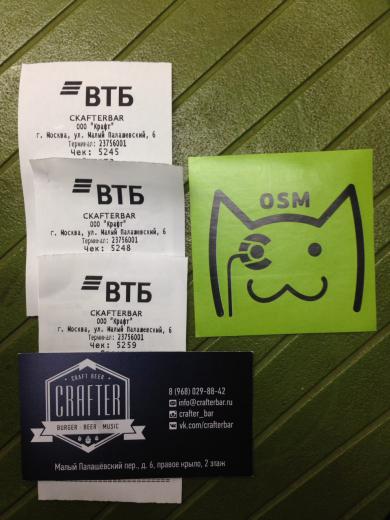 ВТБ
CKAFTERBAR
ООО "Крафт"
г. Москва, ул. Малый Палашевский, 6
Терминал: 23756001
Чек: 5245
ВТБ
CKAFTERBAR
ООО "Крафт"
г. Москва, ул. Малый Палашевский, 6
Терминал: 23756001
Чек: 5248
ВТБ
CKAFTERBAR
ООО "Крафт"
г. Москва, ул. Малый Палашевский, 6
Терминал: 23756001
Чек: 5259
OSM
CRAFT BEER
CRAFTER
BURGER · BEER · MUSIC
8 (968) 029-88-42
info@crafterbar.ru
crafter_bar
vk.com/crafterbar
Малый Палашёвский пер., д. 6, правое крыло, 2 этаж